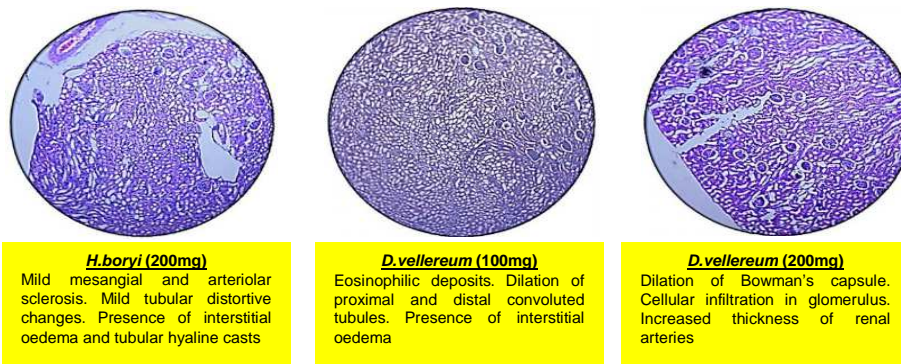 H.boryi (200mg)
Mild mesangial and arteriolar
sclerosis. Mild tubular distortive
changes. Presence of interstitial
oedema and tubular hyaline casts
D.vellereum (100mg)
Eosinophilic deposits. Dilation of
proximal and distal convoluted
tubules. Presence of interstitial
oedema
D.vellereum (200mg)
Dilation of Bowman's capsule.
Cellular infiltration in glomerulus.
Increased thickness of renal
arteries